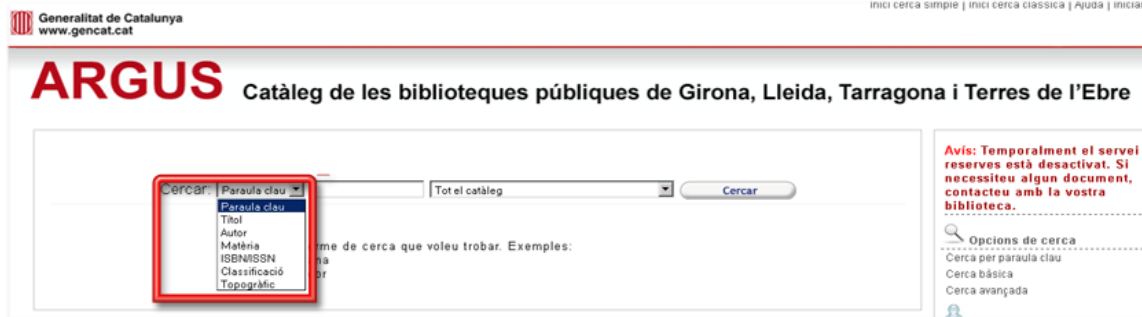 Generalitat de Catalunya
www.gencat.cat
Inici cerca simple | Inici cerca clàssica | Ajuda | Iniciar
ARGUS Catàleg de les biblioteques públiques de Girona, Lleida, Tarragona i Terres de l'Ebre
Cercar: Paraula clau Tot el catàleg Cercar
Paraula clau
Títol
Autor
Matèria
ISBN/ISSN
Classificació
Topogràfic
rme de cerca que voleu trobar. Exemples:
na
or
Avís: Temporalment el servei
reserves està desactivat. Si
necessiteu algun document,
contacteu amb la vostra
biblioteca.
Opcions de cerca
Cerca per paraula clau
Cerca bàsica
Cerca avançada